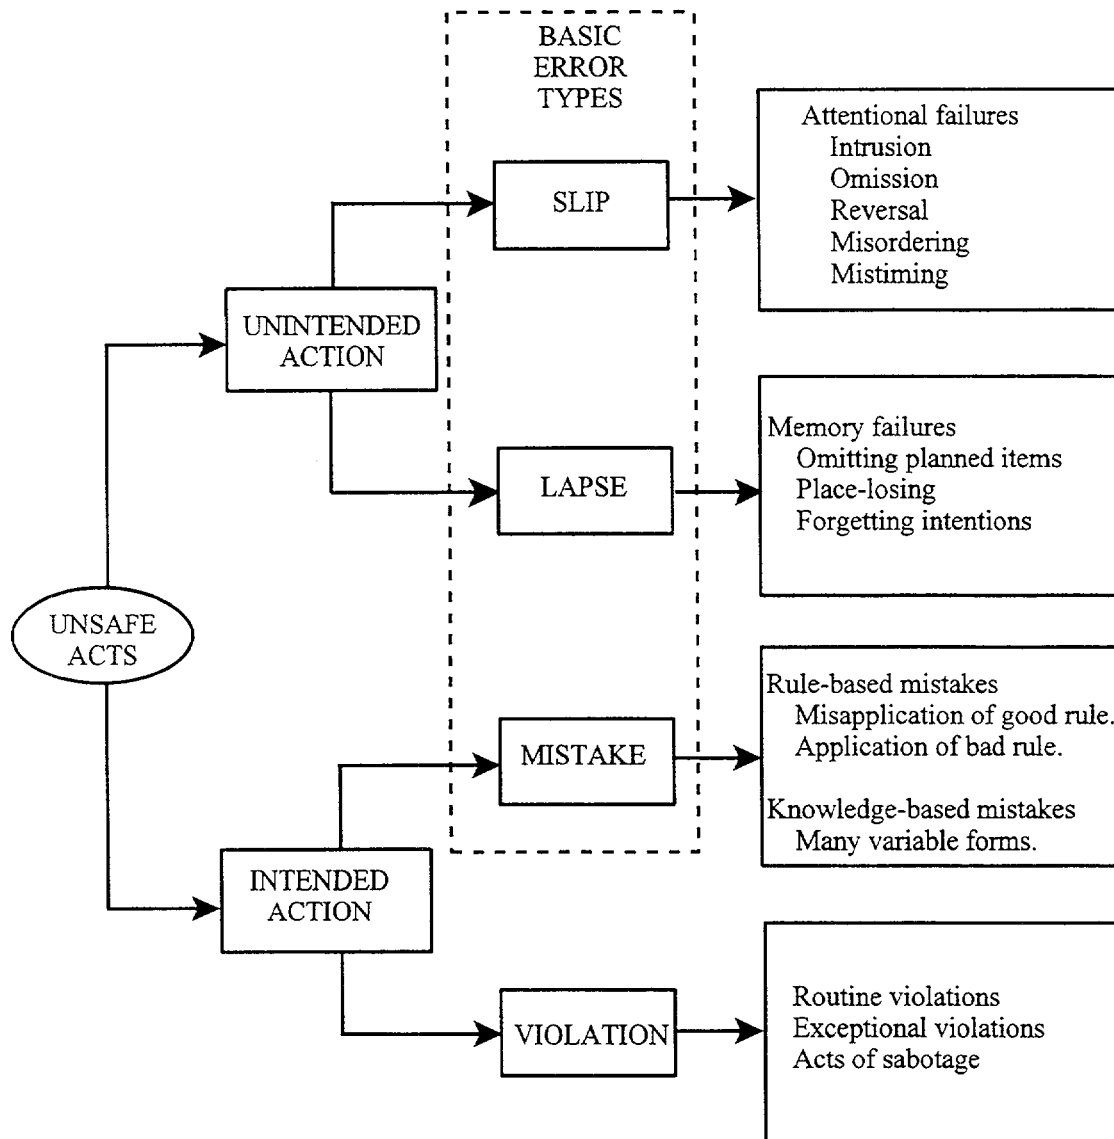 BASIC
ERROR
TYPES
SLIP
Attentional failures
Intrusion
Omission
Reversal
Misordering
Mistiming
UNINTENDED
ACTION
LAPSE
Memory failures
Omitting planned items
Place-losing
Forgetting intentions
UNSAFE
ACTS
MISTAKE
Rule-based mistakes
Misapplication of good rule.
Application of bad rule.
Knowledge-based mistakes
Many variable forms.
INTENDED
ACTION
VIOLATION
Routine violations
Exceptional violations
Acts of sabotage